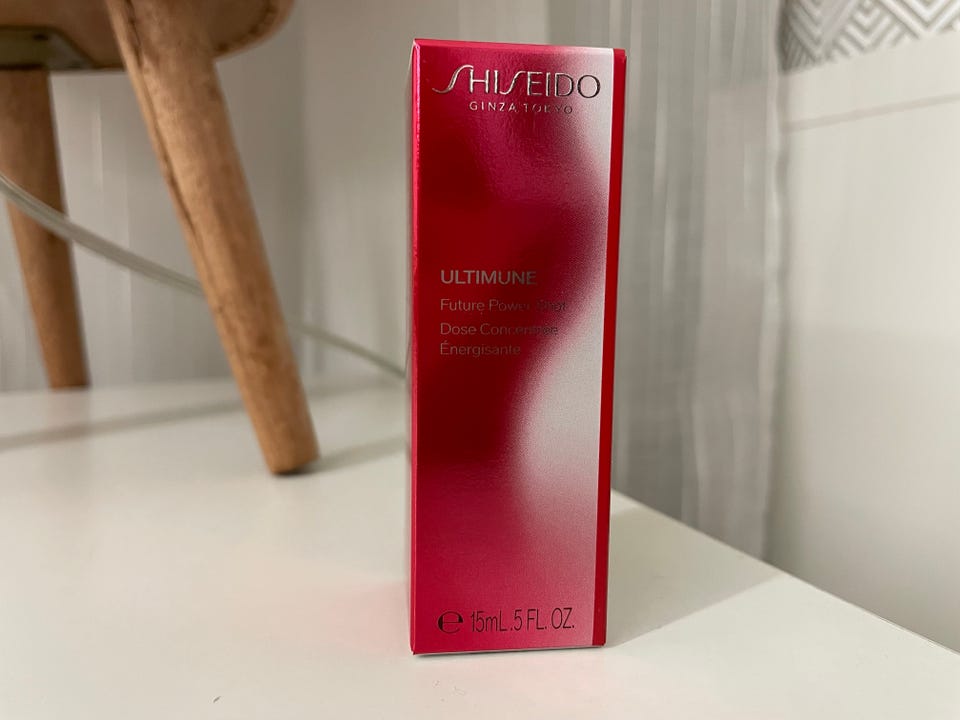 SHISEIDO
GINZA TOKYO
ULTIMUNE
Future Power Shot
Dose Concentrée
Énergisante
e 15mL .5 FL. OZ.